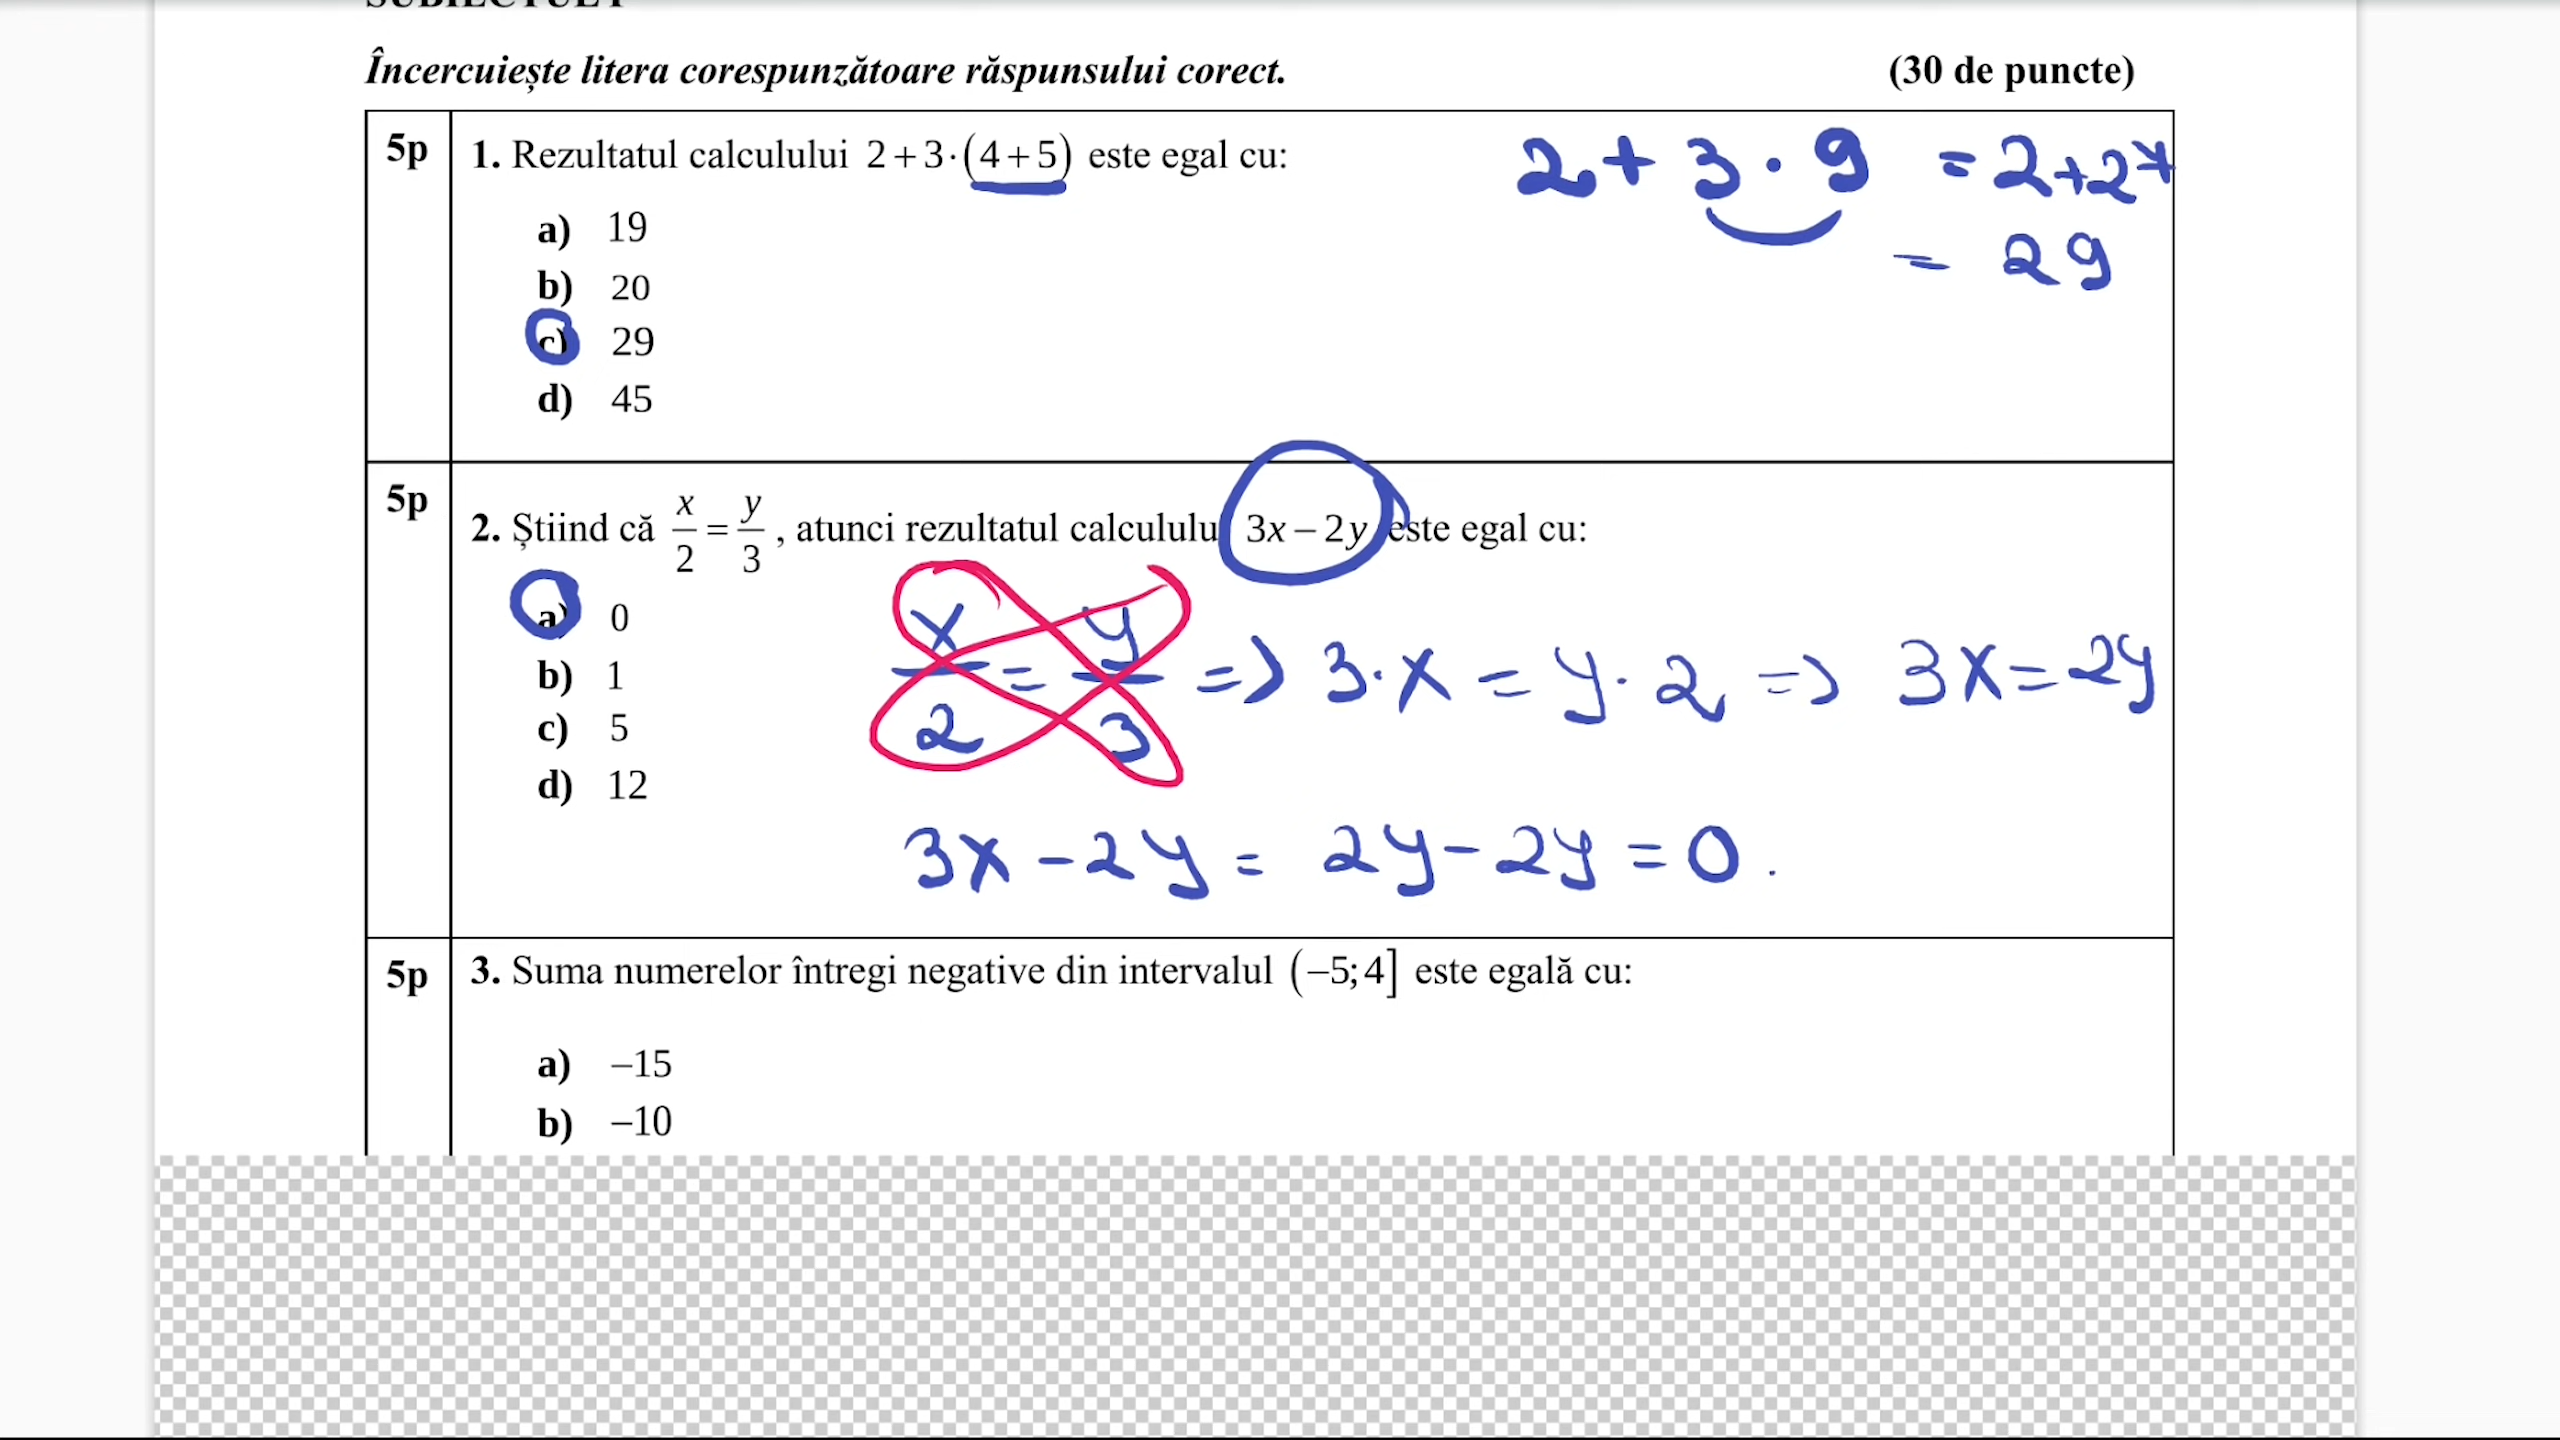 SUBIECTUL I
Încercuiește litera corespunzătoare răspunsului corect. (30 de puncte)
5p 1. Rezultatul calculului 2+3·(4+5) este egal cu: 2 + 3 · 9 = 2+27
= 29
a) 19
b) 20
c) 29
d) 45
5p 2. Știind că x/2 = y/3, atunci rezultatul calculului 3x – 2y este egal cu:
a) 0
b) 1
c) 5
d) 12
x/2 = y/3 => 3·x = y·2 => 3x=2y
3x – 2y = 2y – 2y = 0.
5p 3. Suma numerelor întregi negative din intervalul (–5;4] este egală cu:
a) –15
b) –10